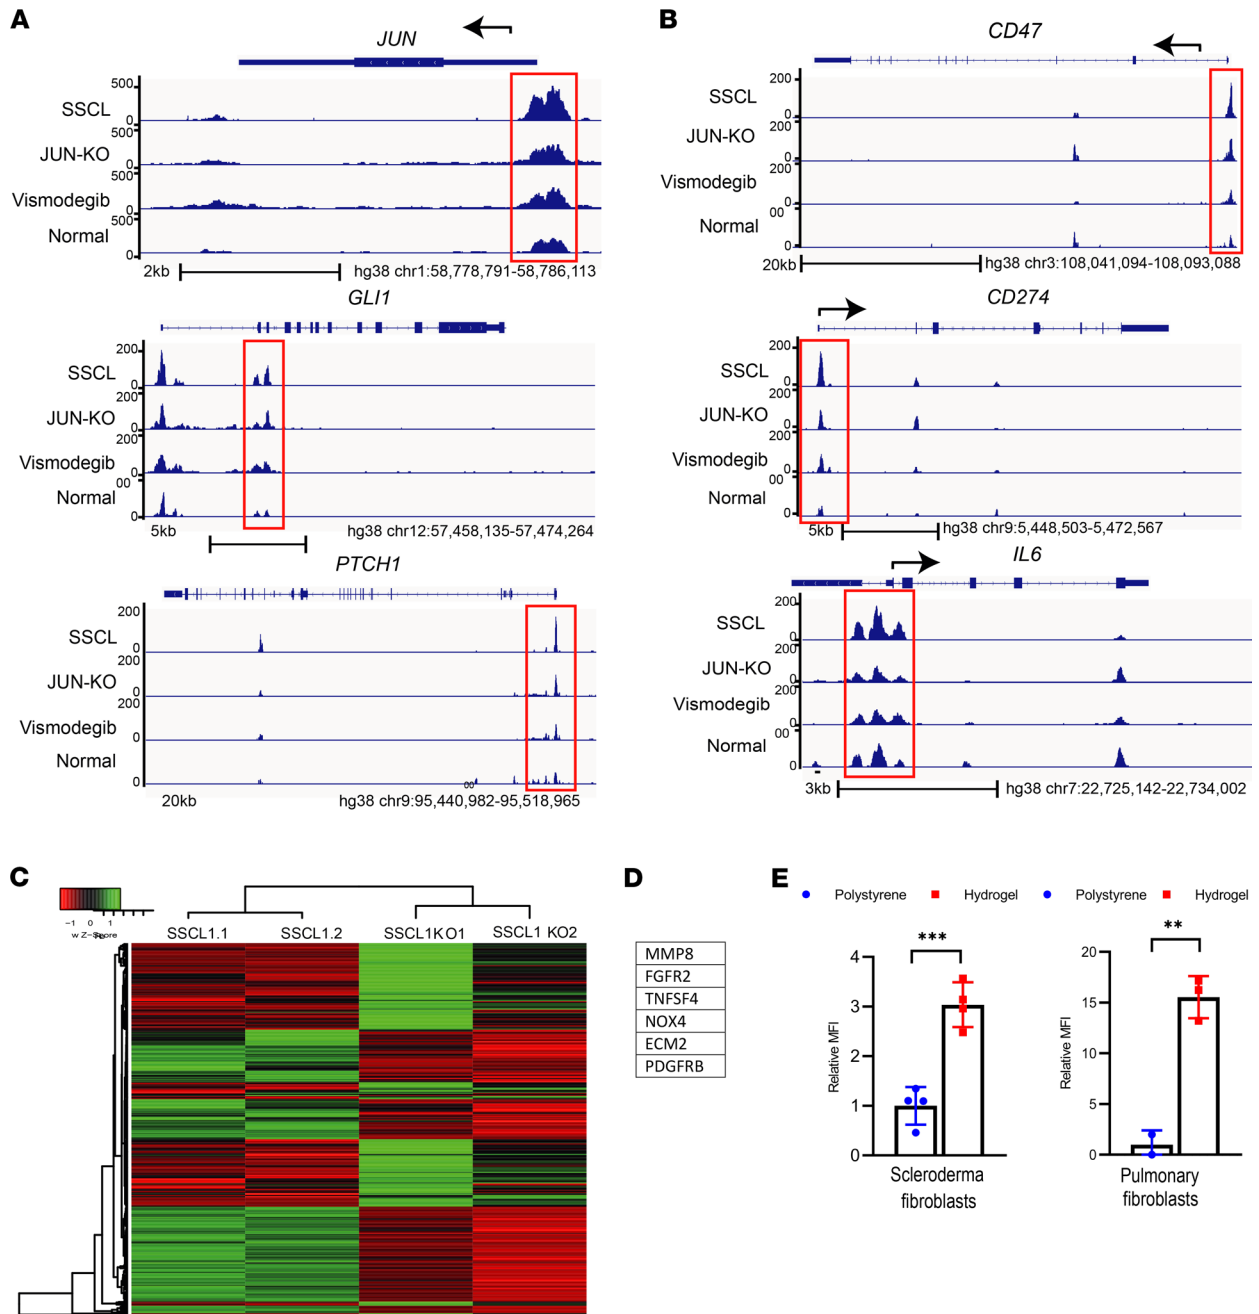 A
JUN
500
SSCL
0
500
JUN-KO
0
500
Vismodegib
0
500
Normal
0
2kb
hg38 chr1:58,778,791-58,786,113
GLI1
200
SSCL
0
200
JUN-KO
0
200
Vismodegib
0
00
Normal
0
5kb
hg38 chr12:57,458,135-57,474,264
PTCH1
200
SSCL
0
200
JUN-KO
0
200
Vismodegib
0
Normal
0
00
20kb
hg38 chr9:95,440,982-95,518,965
B
CD47
200
SSCL
0
200
JUN-KO
0
200
Vismodegib
0
00
Normal
0
20kb
hg38 chr3:108,041,094-108,093,088
CD274
200
SSCL
0
200
JUN-KO
0
200
Vismodegib
0
00
Normal
0
5kb
hg38 chr9:5,448,503-5,472,567
IL6
200
SSCL
0
200
JUN-KO
0
200
Vismodegib
0
00
Normal
0
3kb
hg38 chr7:22,725,142-22,734,002
C
−1 0 1
SSCL1.1 SSCL1.2 SSCL1KO1 SSCL1 KO2
D
MMP8
FGFR2
TNFSF4
NOX4
ECM2
PDGFRB
E
Polystyrene Hydrogel Polystyrene Hydrogel
***
4
3
2
1
0
Relative MFI
Scleroderma
fibroblasts
**
20
15
10
5
0
Relative MFI
Pulmonary
fibroblasts